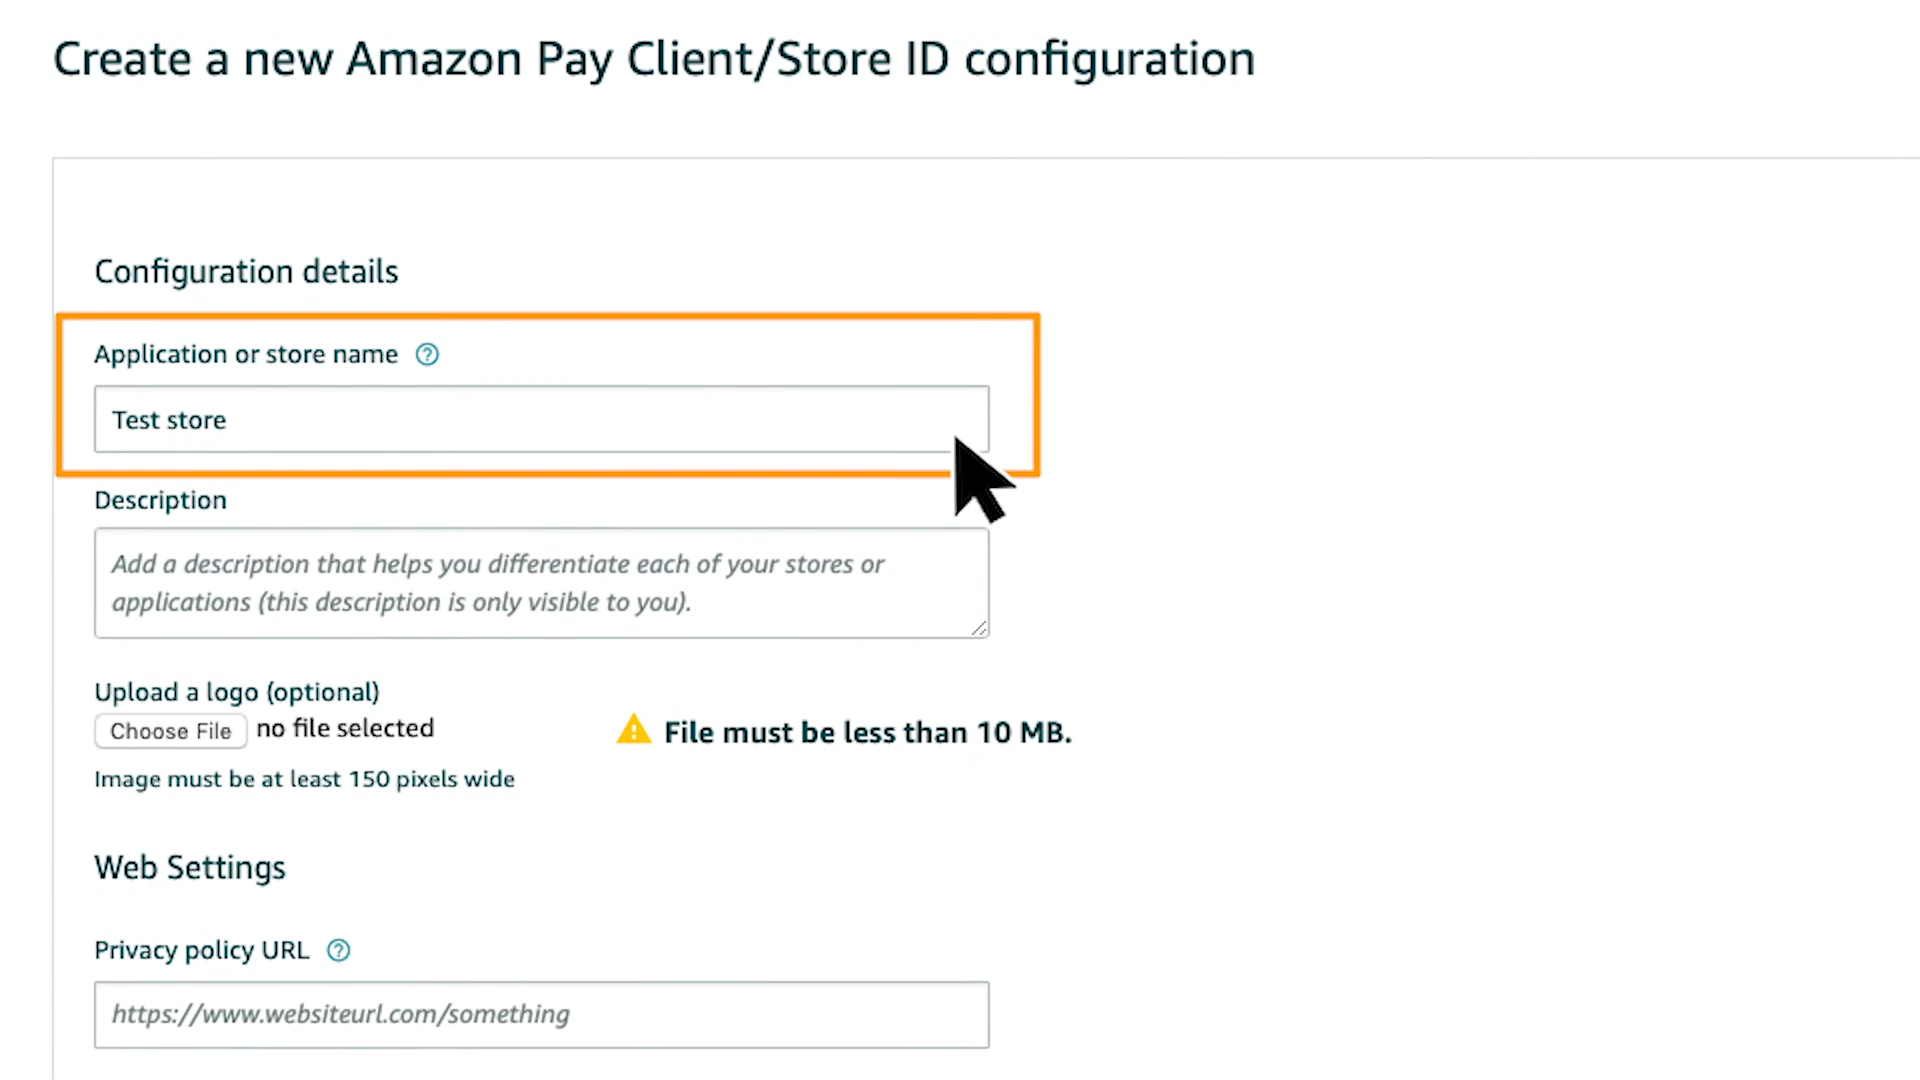 Create a new Amazon Pay Client/Store ID configuration
Configuration details
Application or store name ?
Test store
Description
Add a description that helps you differentiate each of your stores or
applications (this description is only visible to you).
Upload a logo (optional)
Choose File no file selected
File must be less than 10 MB.
Image must be at least 150 pixels wide
Web Settings
Privacy policy URL ?
https://www.websiteurl.com/something